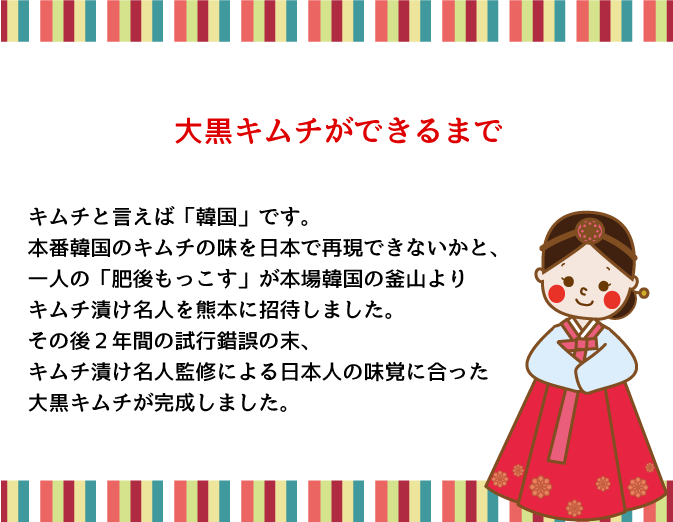 大黒キムチができるまで
キムチと言えば「韓国」です。
本番韓国のキムチの味を日本で再現できないかと、
一人の「肥後もっこす」が本場韓国の釜山より
キムチ漬け名人を熊本に招待しました。
その後２年間の試行錯誤の末、
キムチ漬け名人監修による日本人の味覚に合った
大黒キムチが完成しました。